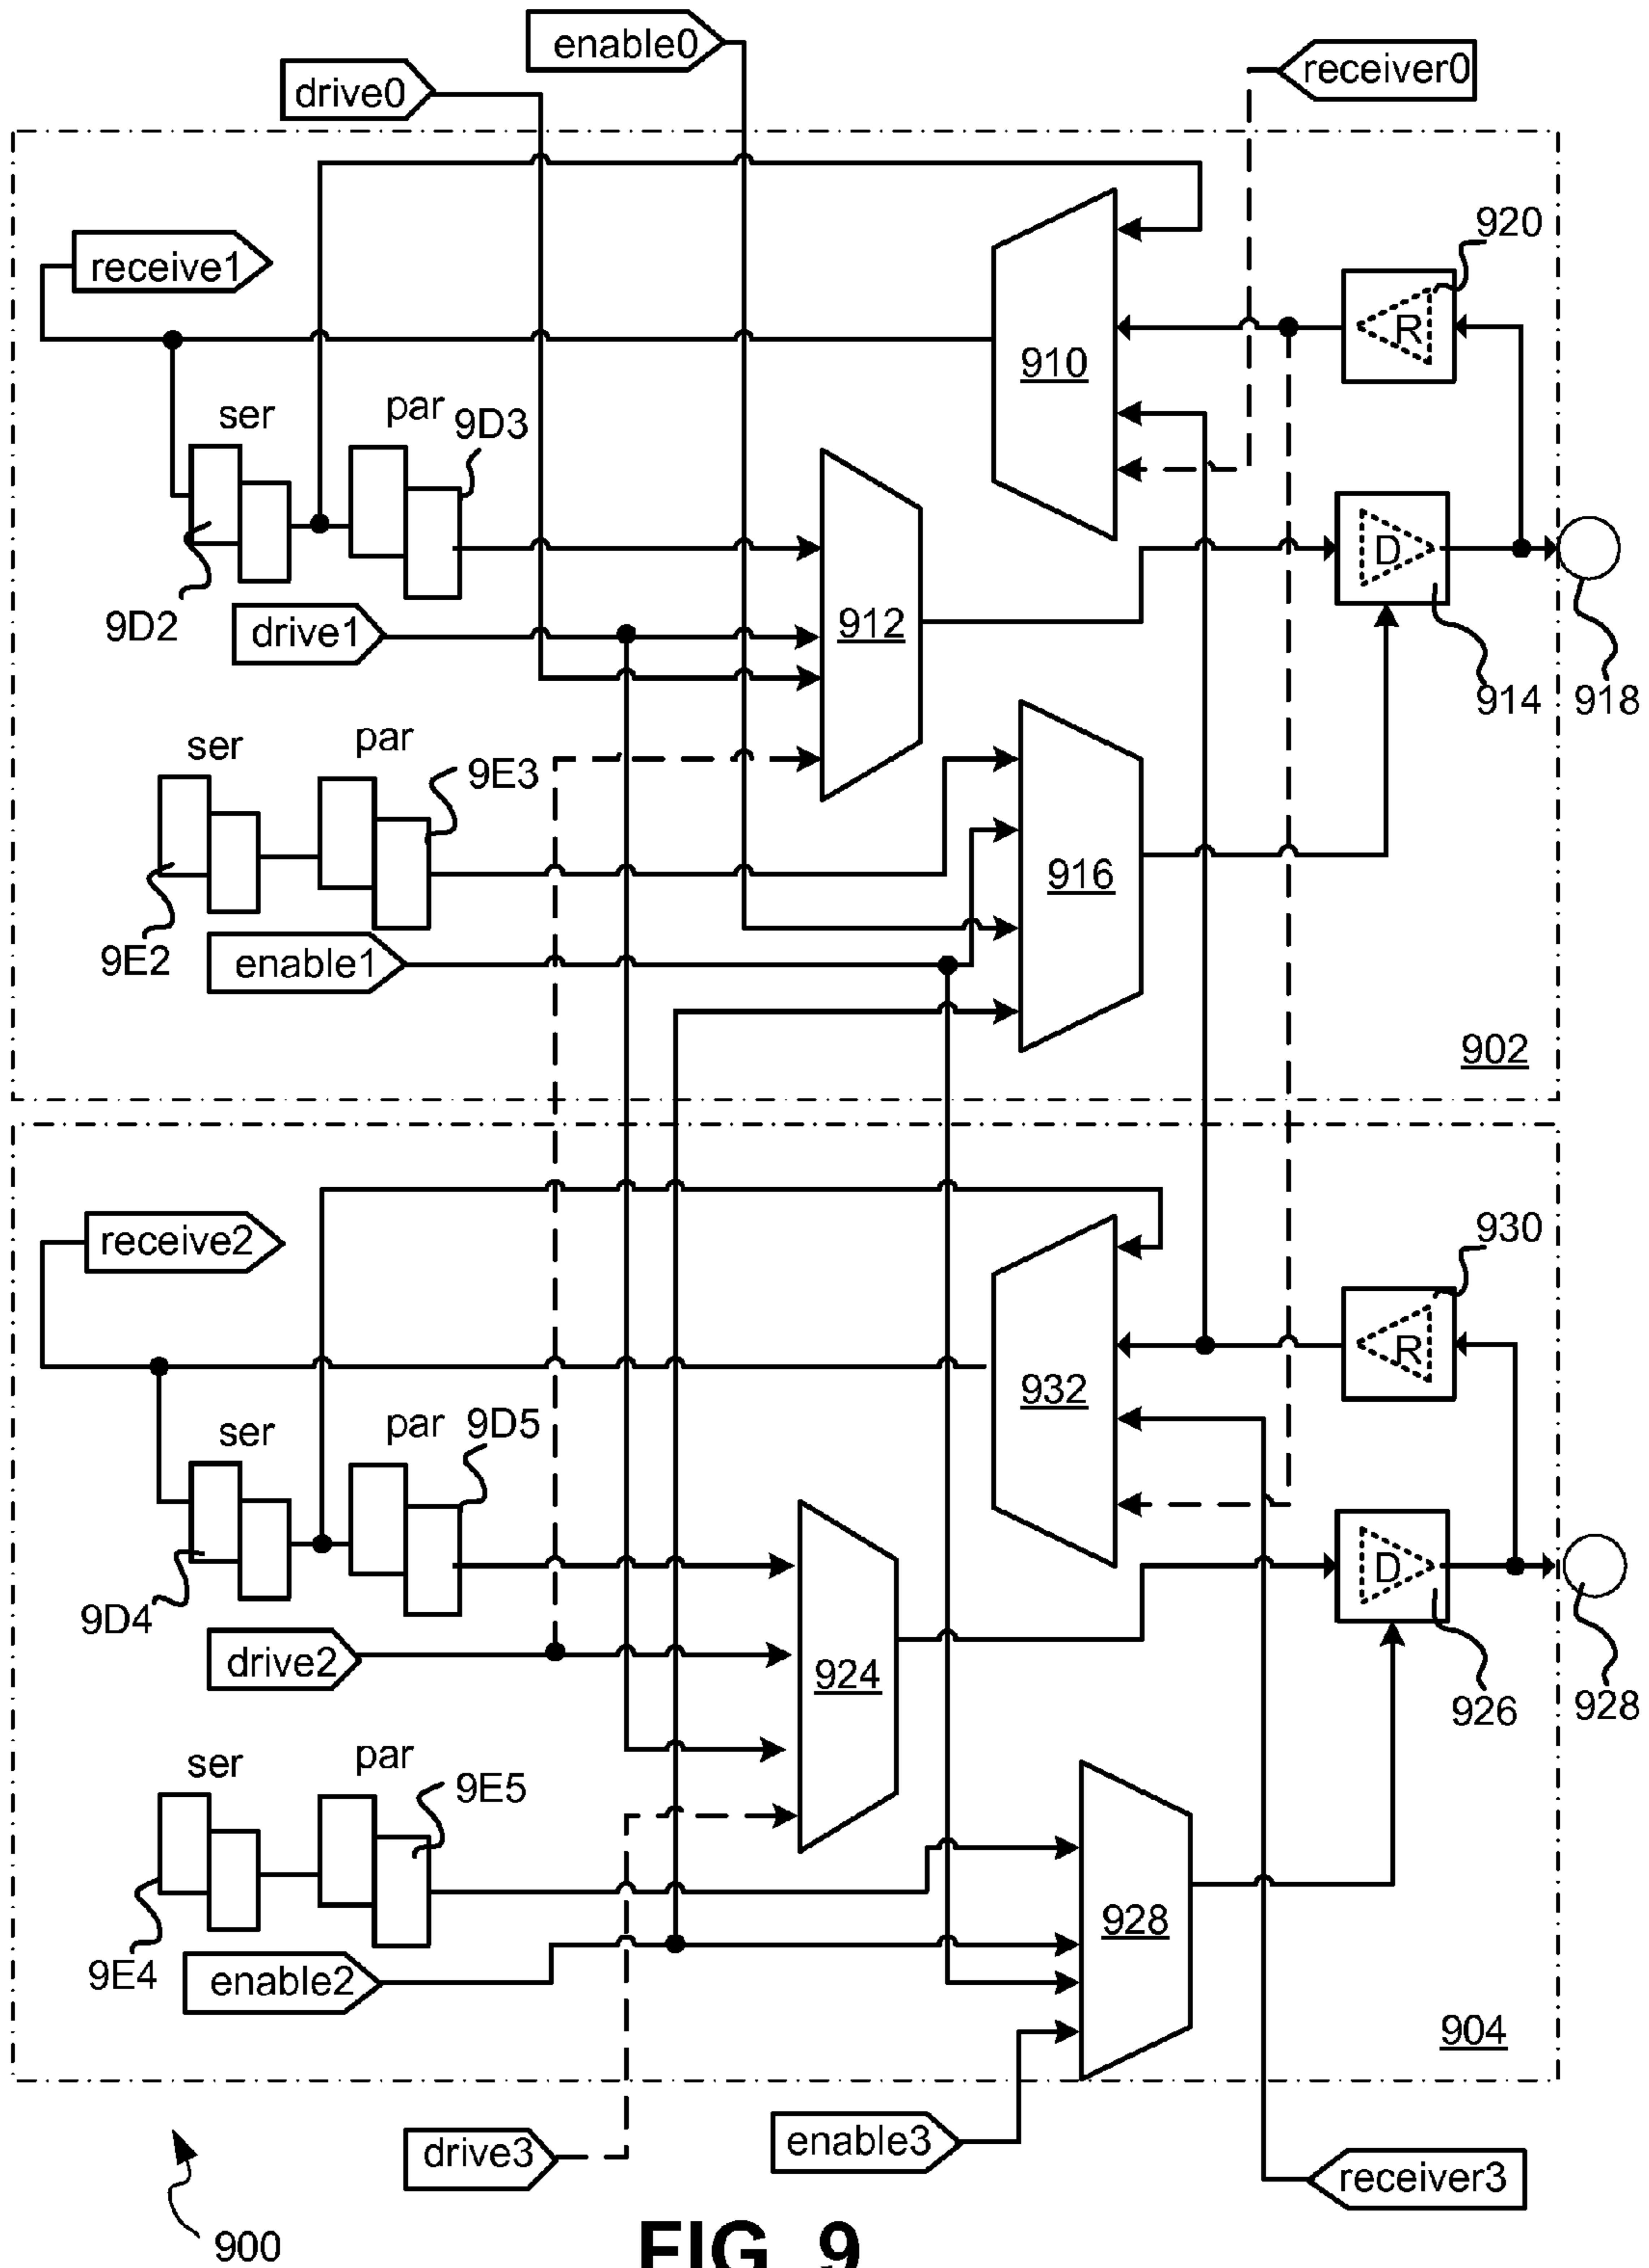 enable0
drive0
receiver0
920
receive1
R
910
ser
par
9D3
D
9D2
drive1
912
914
918
ser
par
9E3
916
9E2
enable1
902
receive2
930
R
932
ser
par
9D5
D
9D4
drive2
924
926
928
ser
par
9E5
928
9E4
enable2
904
drive3
enable3
receiver3
900
FIG. 9